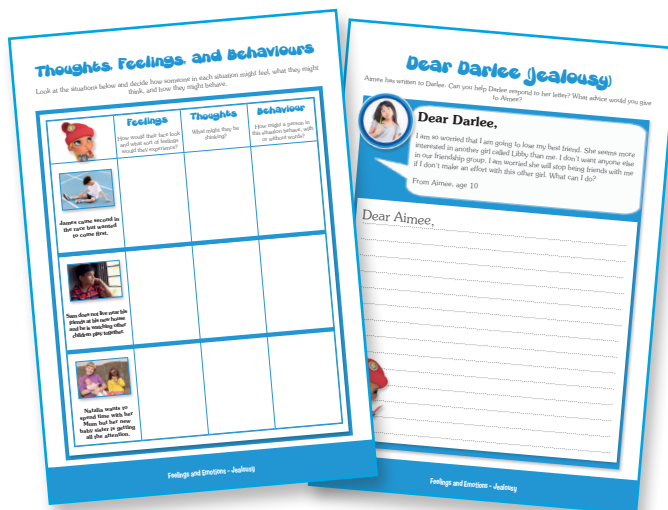 Thoughts, Feelings, and Behaviours
Look at the situations below and decide how someone in each situation might feel, what they might
think, and how they might behave.
Feelings
How would their face look
and what sort of feelings
would they experience?
Thoughts
What might they be
thinking?
Behaviour
How might a person in
this situation behave, with
or without words?
James came second in
the race but wanted
to come first.
Sam does not live near his
friends at his new house
and he is watching other
children play together.
Natalia wants to
spend time with her
Mum but her new
baby sister is getting
all the attention.
Feelings and Emotions - Jealousy
Dear Darlee (Jealousy)
Aimee has written to Darlee. Can you help Darlee respond to her letter? What advice would you give
to Aimee?
Dear Darlee,
I am so worried that I am going to lose my best friend. She seems more
interested in another girl called Libby than me. I don't want anyone else
in our friendship group. I am worried she will stop being friends with me
if I don't make an effort with this other girl. What can I do?
From Aimee, age 10
Dear Aimee,
Feelings and Emotions - Jealousy